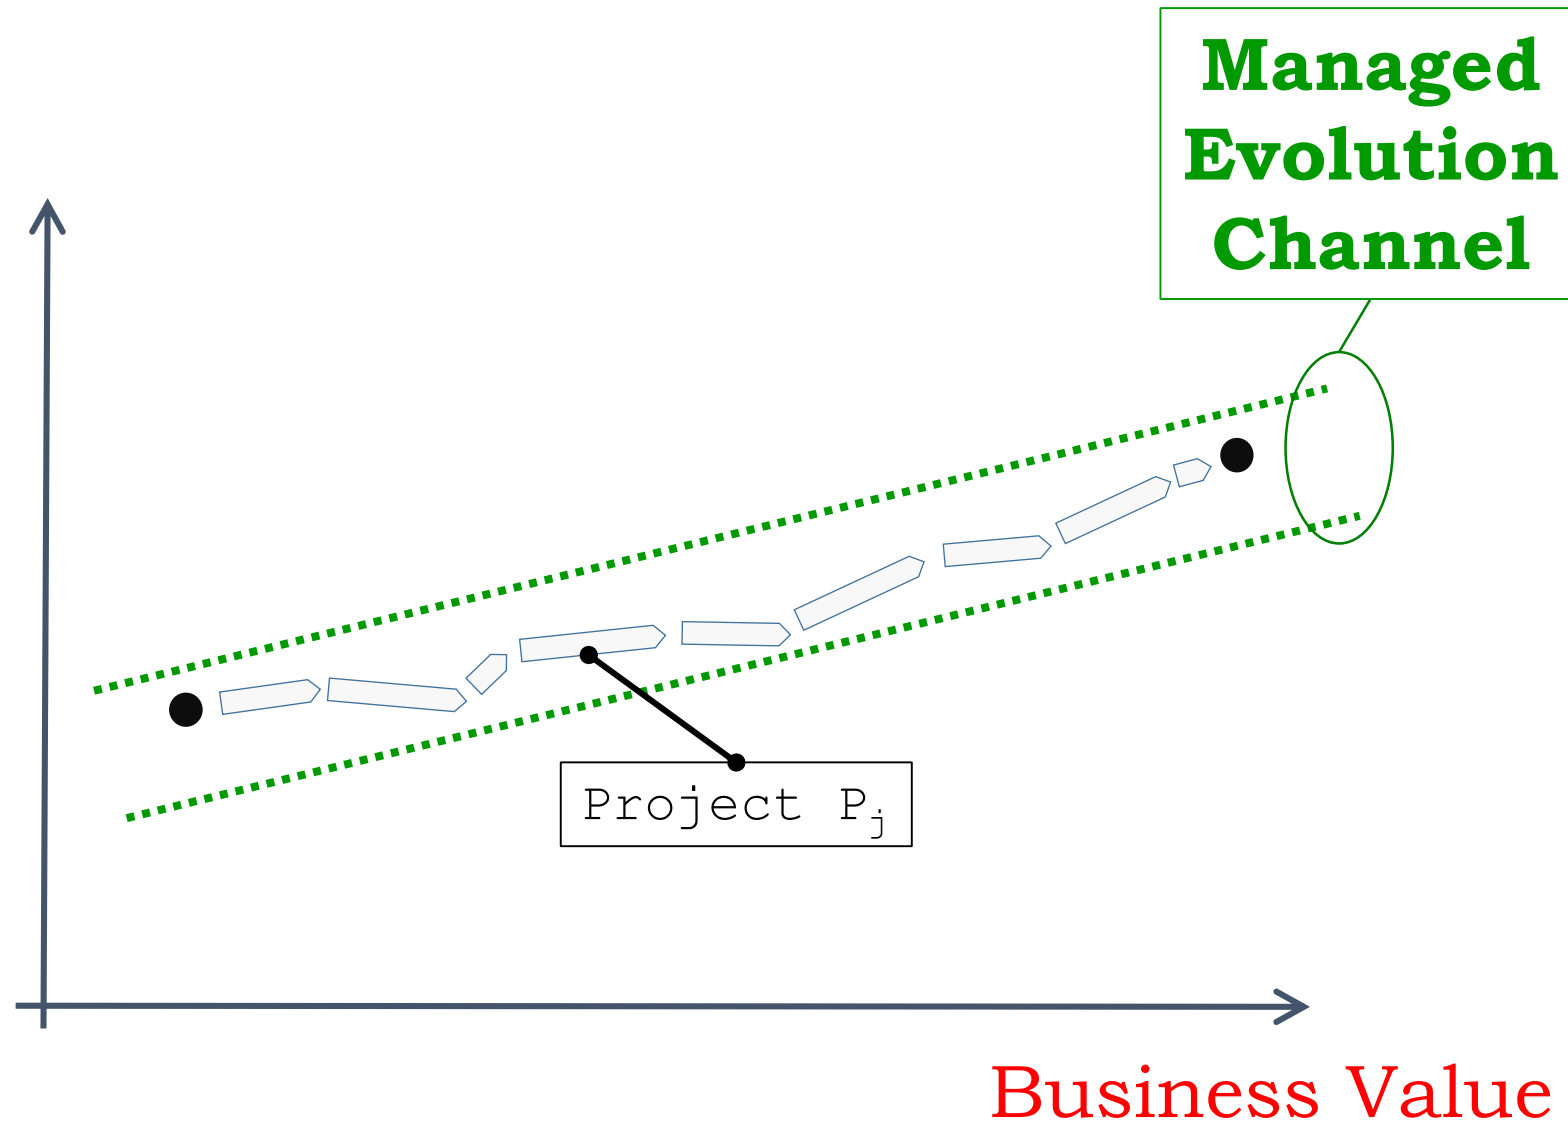 Managed
Evolution
Channel
Project Pj
Business Value